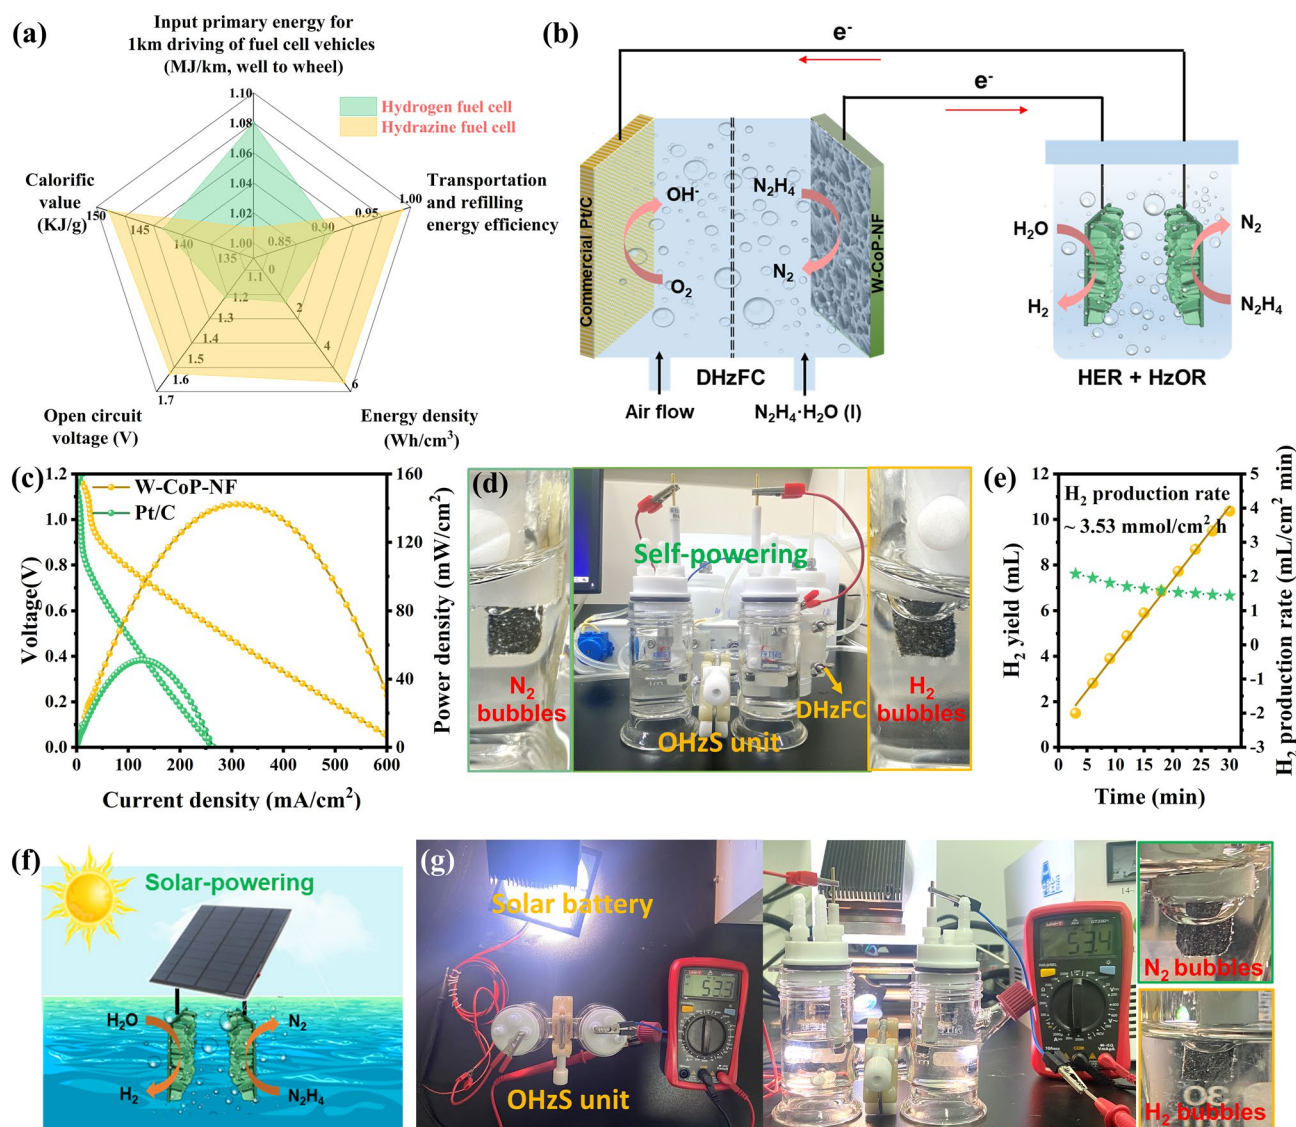 (a)
Input primary energy for
1km driving of fuel cell vehicles
(MJ/km, well to wheel)
1.10
1.08
1.06
1.04
1.02
1.00
Hydrogen fuel cell
Hydrazine fuel cell
Calorific
value
(KJ/g)
150
145
140
135
Transportation
and refilling
energy efficiency
1.00
0.95
0.90
0.85
0
2
4
6
1.1
1.2
1.3
1.4
1.5
1.6
1.7
Open circuit
voltage (V)
Energy density
(Wh/cm³)
(b)
e⁻
e⁻
Commercial Pt/C
OH⁻
O₂
N₂H₄
N₂
W-CoP-NF
DHzFC
Air flow
N₂H₄·H₂O (l)
H₂O
H₂
N₂
N₂H₄
HER + HzOR
(c)
W-CoP-NF
Pt/C
Voltage(V)
1.2
1.0
0.8
0.6
0.4
0.2
0.0
0
100
200
300
400
500
600
Current density (mA/cm²)
160
120
80
40
0
Power density (mW/cm²)
(d)
N₂
bubbles
Self-powering
DHzFC
OHzS unit
H₂
bubbles
(e)
H₂ production rate
~ 3.53 mmol/cm² h
H₂ yield (mL)
12
10
8
6
4
2
0
0
5
10
15
20
25
30
Time (min)
5
4
3
2
1
0
-1
-2
-3
H₂ production rate (mL/cm² min)
(f)
Solar-powering
H₂O
H₂
N₂
N₂H₄
(g)
Solar battery
533
OHzS unit
53.4
N₂ bubbles
H₂ bubbles